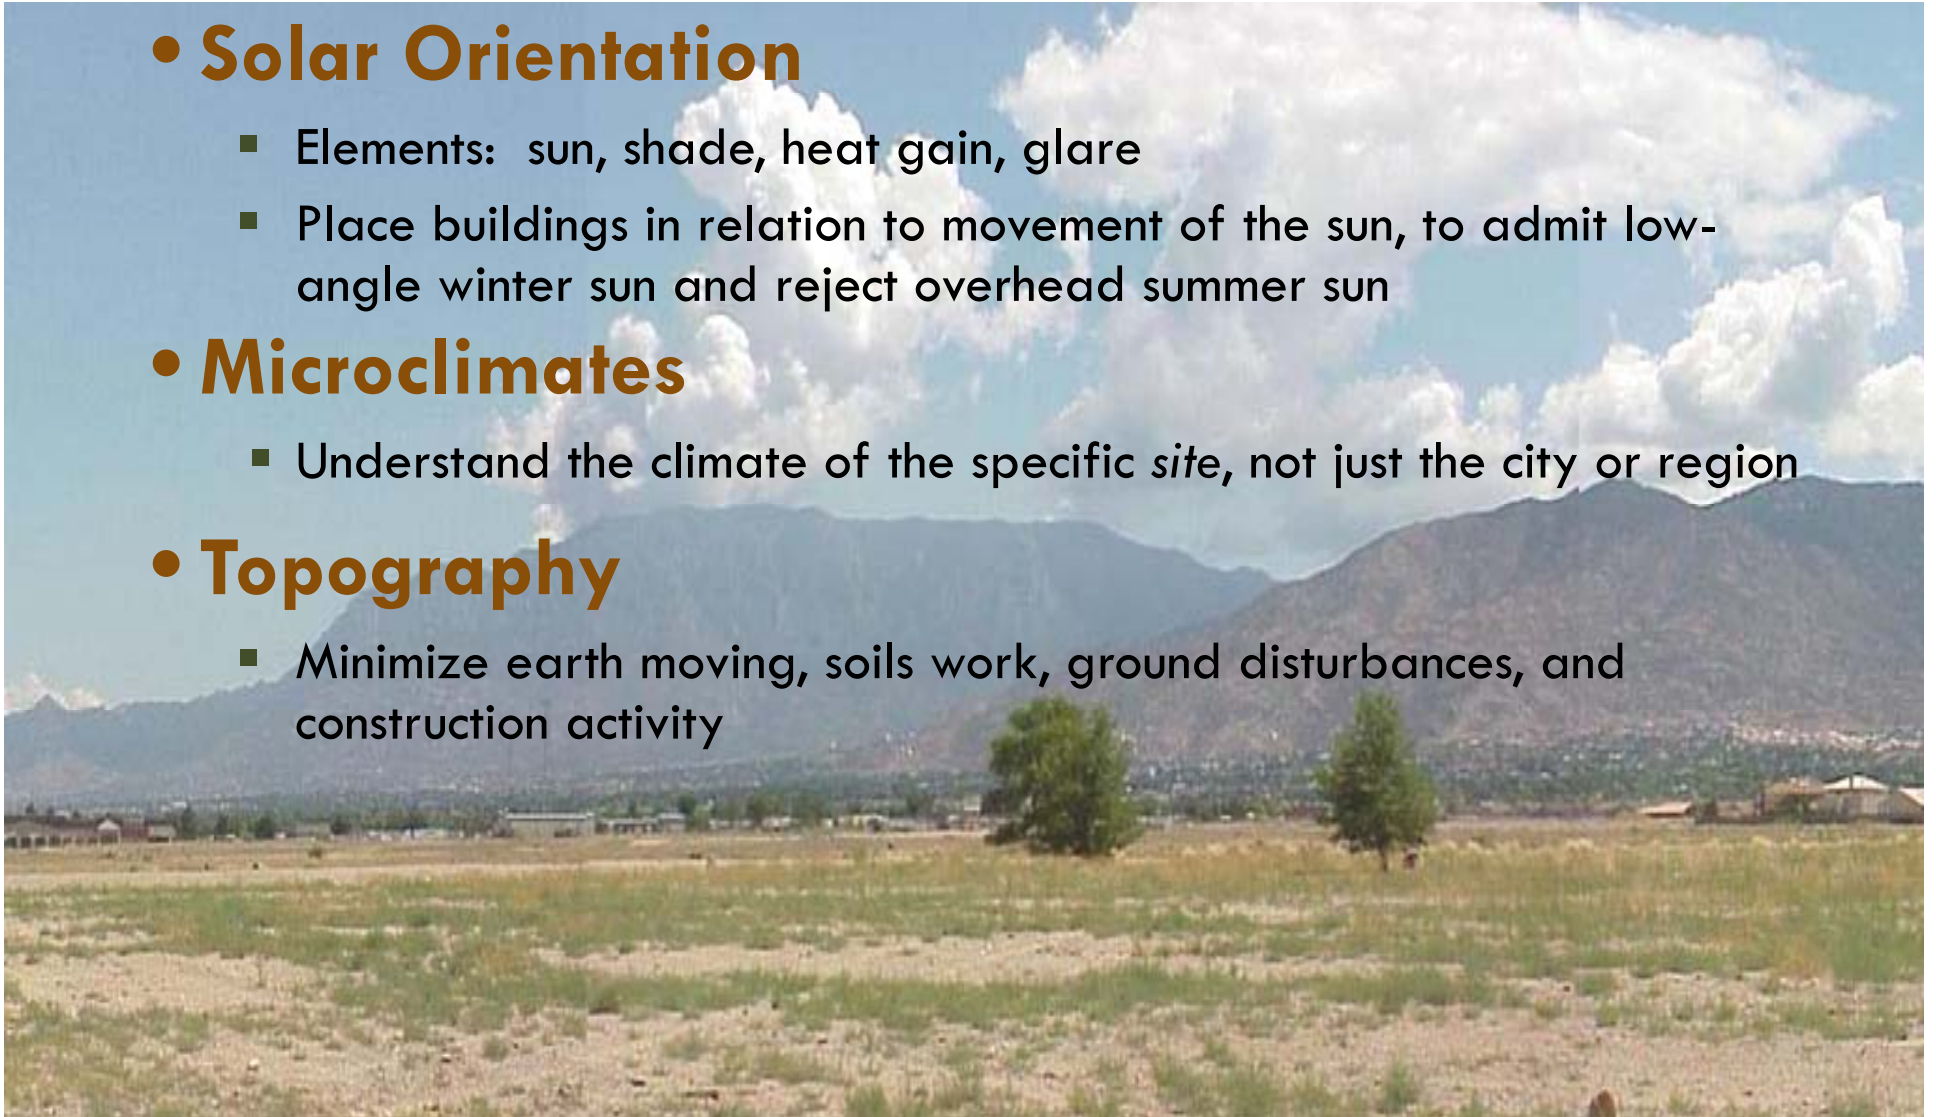 • Solar Orientation
▪ Elements:  sun, shade, heat gain, glare
▪ Place buildings in relation to movement of the sun, to admit low-
angle winter sun and reject overhead summer sun
• Microclimates
▪ Understand the climate of the specific site, not just the city or region
• Topography
▪ Minimize earth moving, soils work, ground disturbances, and
construction activity